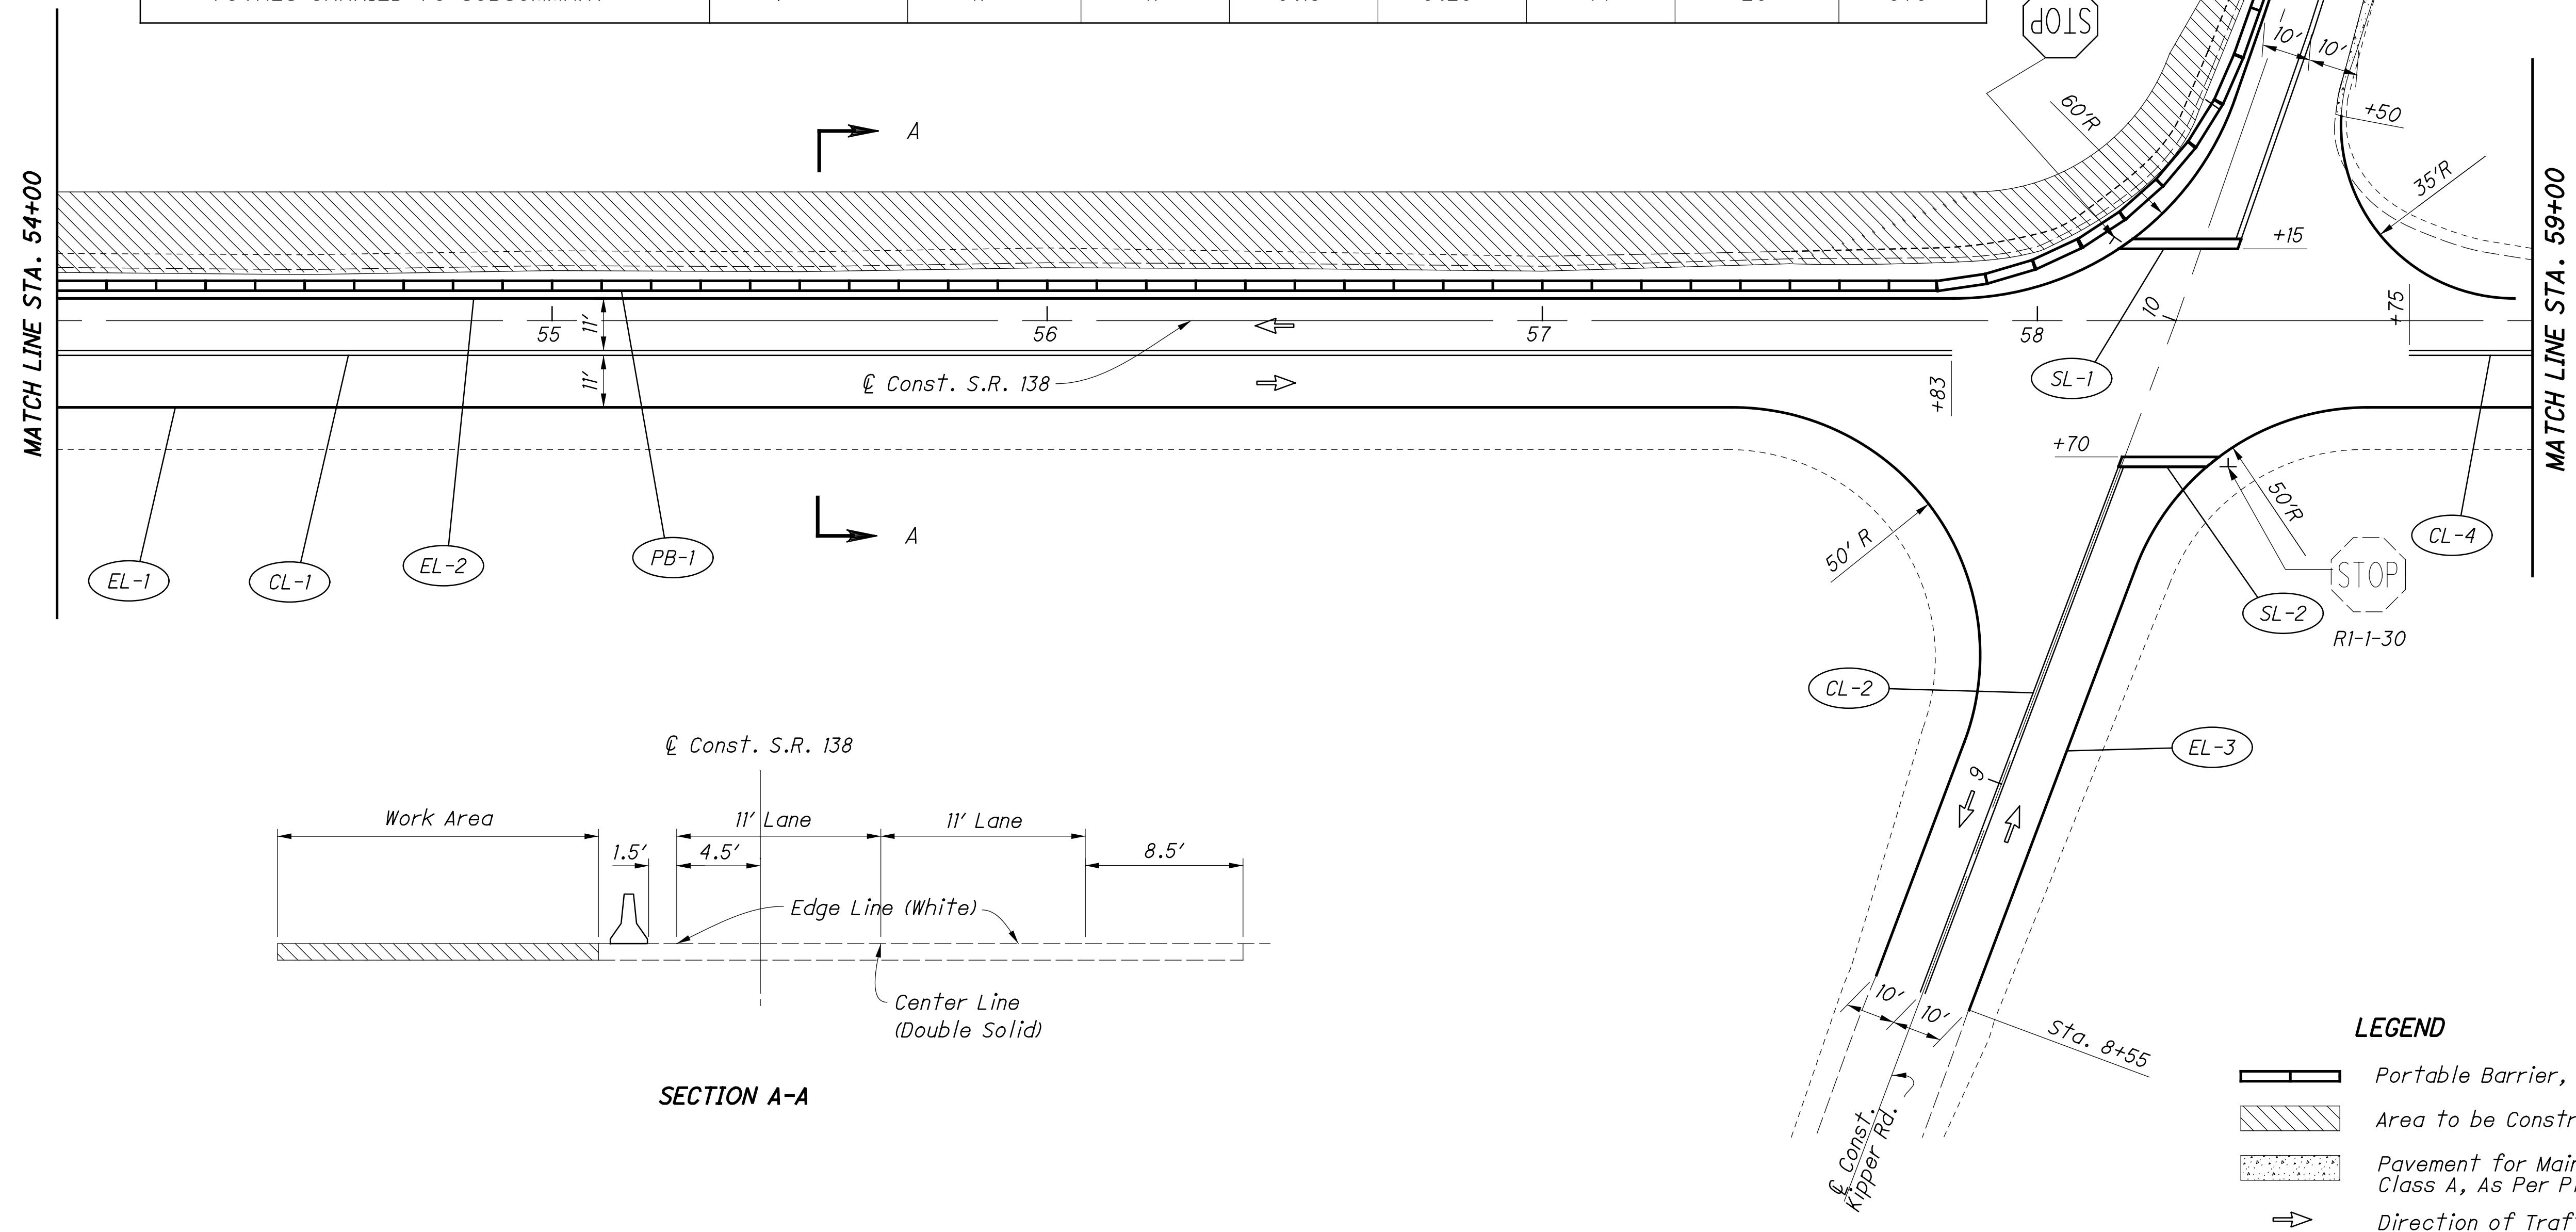 STOP
10'
10'
+50
60'R
35'R
A
MATCH LINE STA. 54+00
MATCH LINE STA. 59+00
+15
10
55
11'
56
57
58
+75
11'
℄ Const. S.R. 138
+83
SL-1
+70
50'R
A
EL-1
CL-1
EL-2
PB-1
50' R
CL-4
STOP
SL-2
R1-1-30
CL-2
EL-3
9
℄ Const. S.R. 138
Work Area
11' Lane
11' Lane
1.5'
4.5'
8.5'
Edge Line (White)
Center Line
(Double Solid)
SECTION A-A
10'
10'
Sta. 8+55
℄ Const.
Kipper Rd.
LEGEND
Portable Barrier,
Area to be
Pavement for
Class A, As Per
Direction of